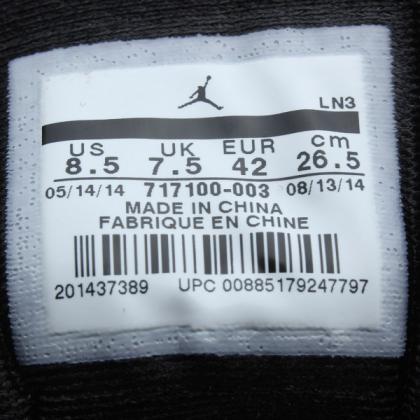 LN3
US UK EUR cm
8.5 7.5 42 26.5
05/14/14 717100-003 08/13/14
MADE IN CHINA
FABRIQUE EN CHINE
201437389 UPC 00885179247797